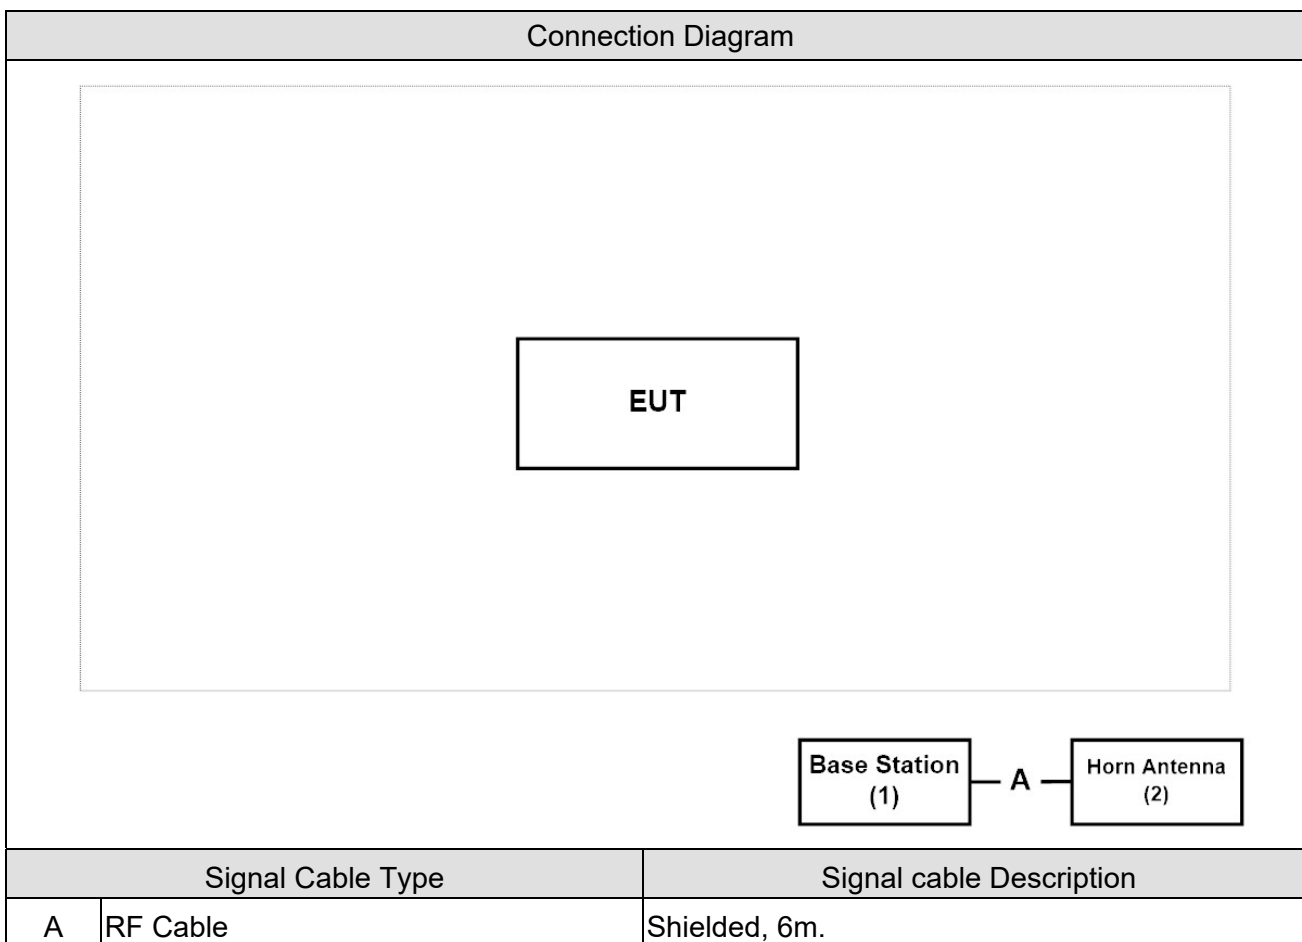 Connection Diagram
EUT
Base Station
(1)
A
Horn Antenna
(2)
Signal Cable Type Signal cable Description
A RF Cable Shielded, 6m.